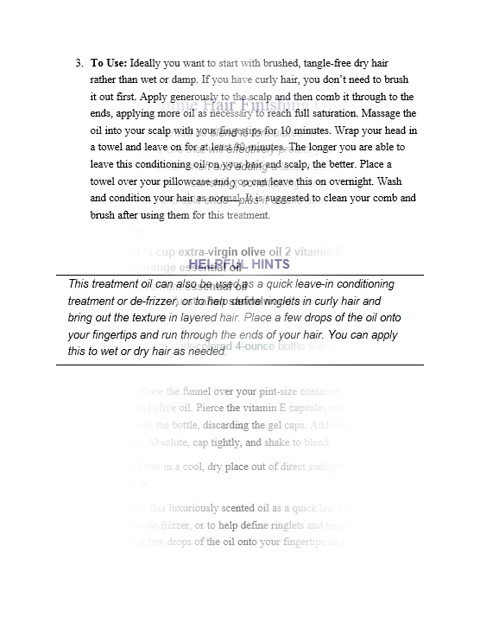 3. To Use: Ideally you want to start with brushed, tangle-free dry hair
rather than wet or damp. If you have curly hair, you don't need to brush
it out first. Apply generously to the scalp and then comb it through to the
ends, applying more oil as necessary to reach full saturation. Massage the
oil into your scalp with your fingertips for 10 minutes. Wrap your head in
a towel and leave on for at least 30 minutes. The longer you are able to
leave this conditioning oil on your hair and scalp, the better. Place a
towel over your pillowcase and you can leave this on overnight. Wash
and condition your hair as normal. It is suggested to clean your comb and
brush after using them for this treatment.
Hair Finishing
¼ cup extra-virgin olive oil 2 vitamin E
HELPFUL HINTS
essential oil
This treatment oil can also be used as a quick leave-in conditioning
treatment or de-frizzer, or to help define ringlets in curly hair and
bring out the texture in layered hair. Place a few drops of the oil onto
your fingertips and run through the ends of your hair. You can apply
this to wet or dry hair as needed.
colored 4-ounce bottle
Place the funnel over your pint-size
olive oil. Pierce the vitamin E capsules
the bottle, discarding the gel caps. Add
Absolute, cap tightly, and shake to blend.
in a cool, dry place out of direct
this luxuriously scented oil as a quick
de-frizzer, or to help define ringlets and
few drops of the oil onto your fingertips